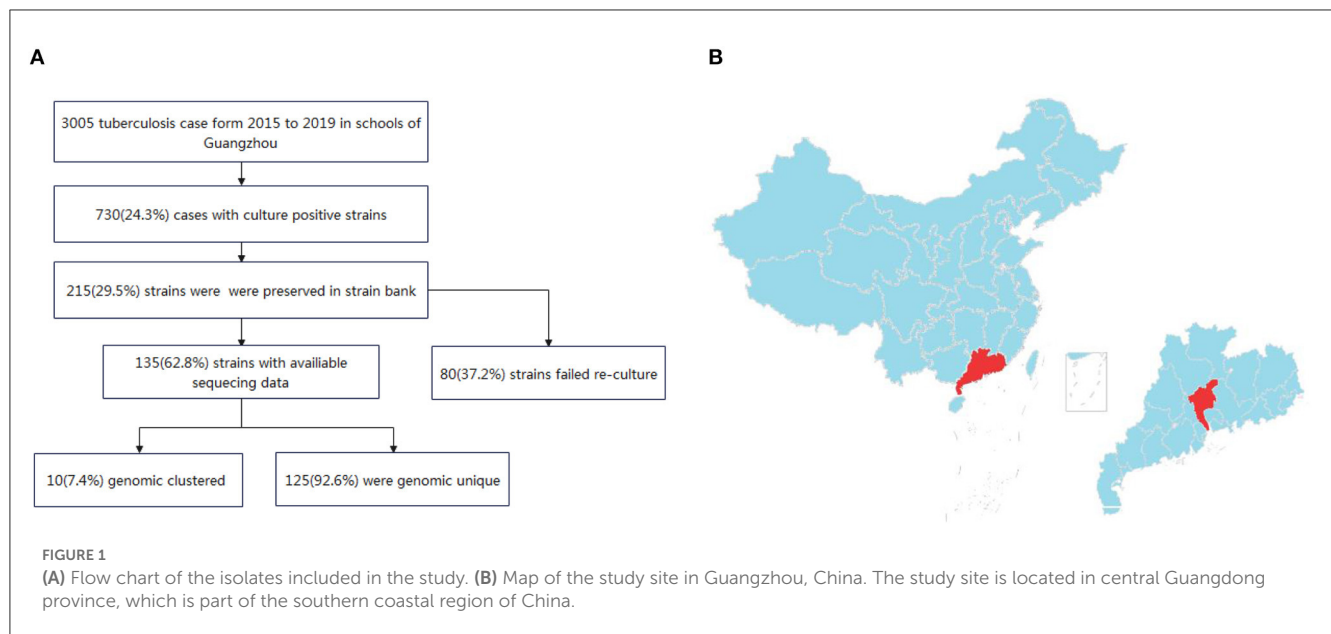 A
3005 tuberculosis case form 2015 to 2019 in schools of
Guangzhou
730(24.3%) cases with culture positive strains
215(29.5%) strains were were preserved in strain bank
135(62.8%) strains with availiable
sequecing data
80(37.2%) strains failed re-culture
10(7.4%) genomic clustered
125(92.6%) were genomic unique
B
FIGURE 1
(A) Flow chart of the isolates included in the study. (B) Map of the study site in Guangzhou, China. The study site is located in central Guangdong
province, which is part of the southern coastal region of China.